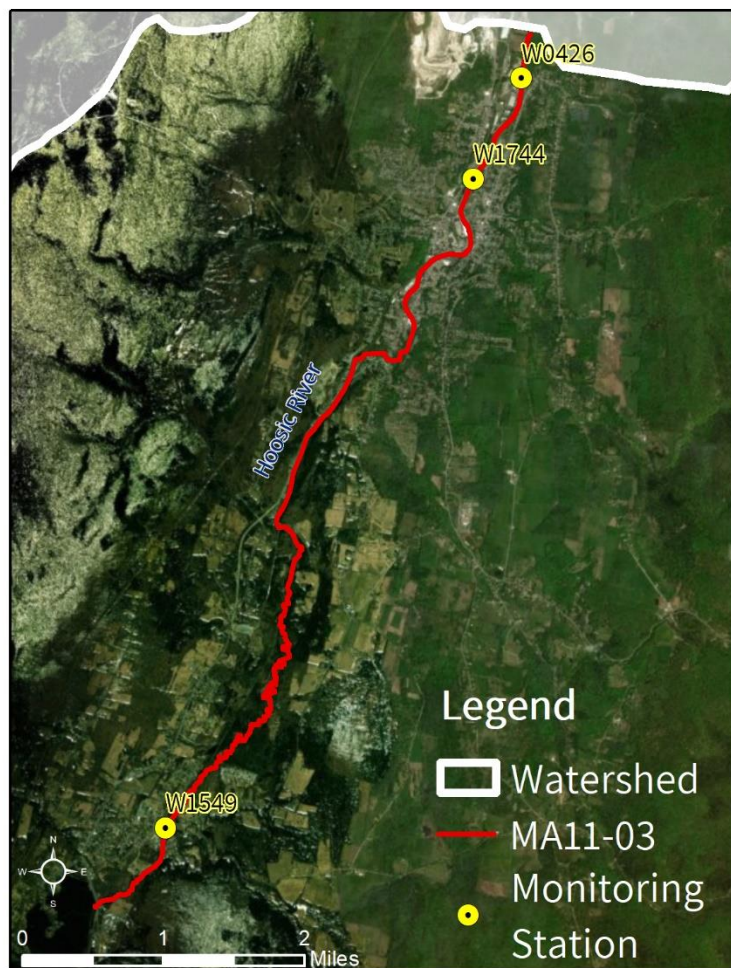 W0426
W1744
Hoosic River
W1549
Legend
Watershed
MA11-03
Monitoring
Station
N
W E
S
0 1 2
Miles